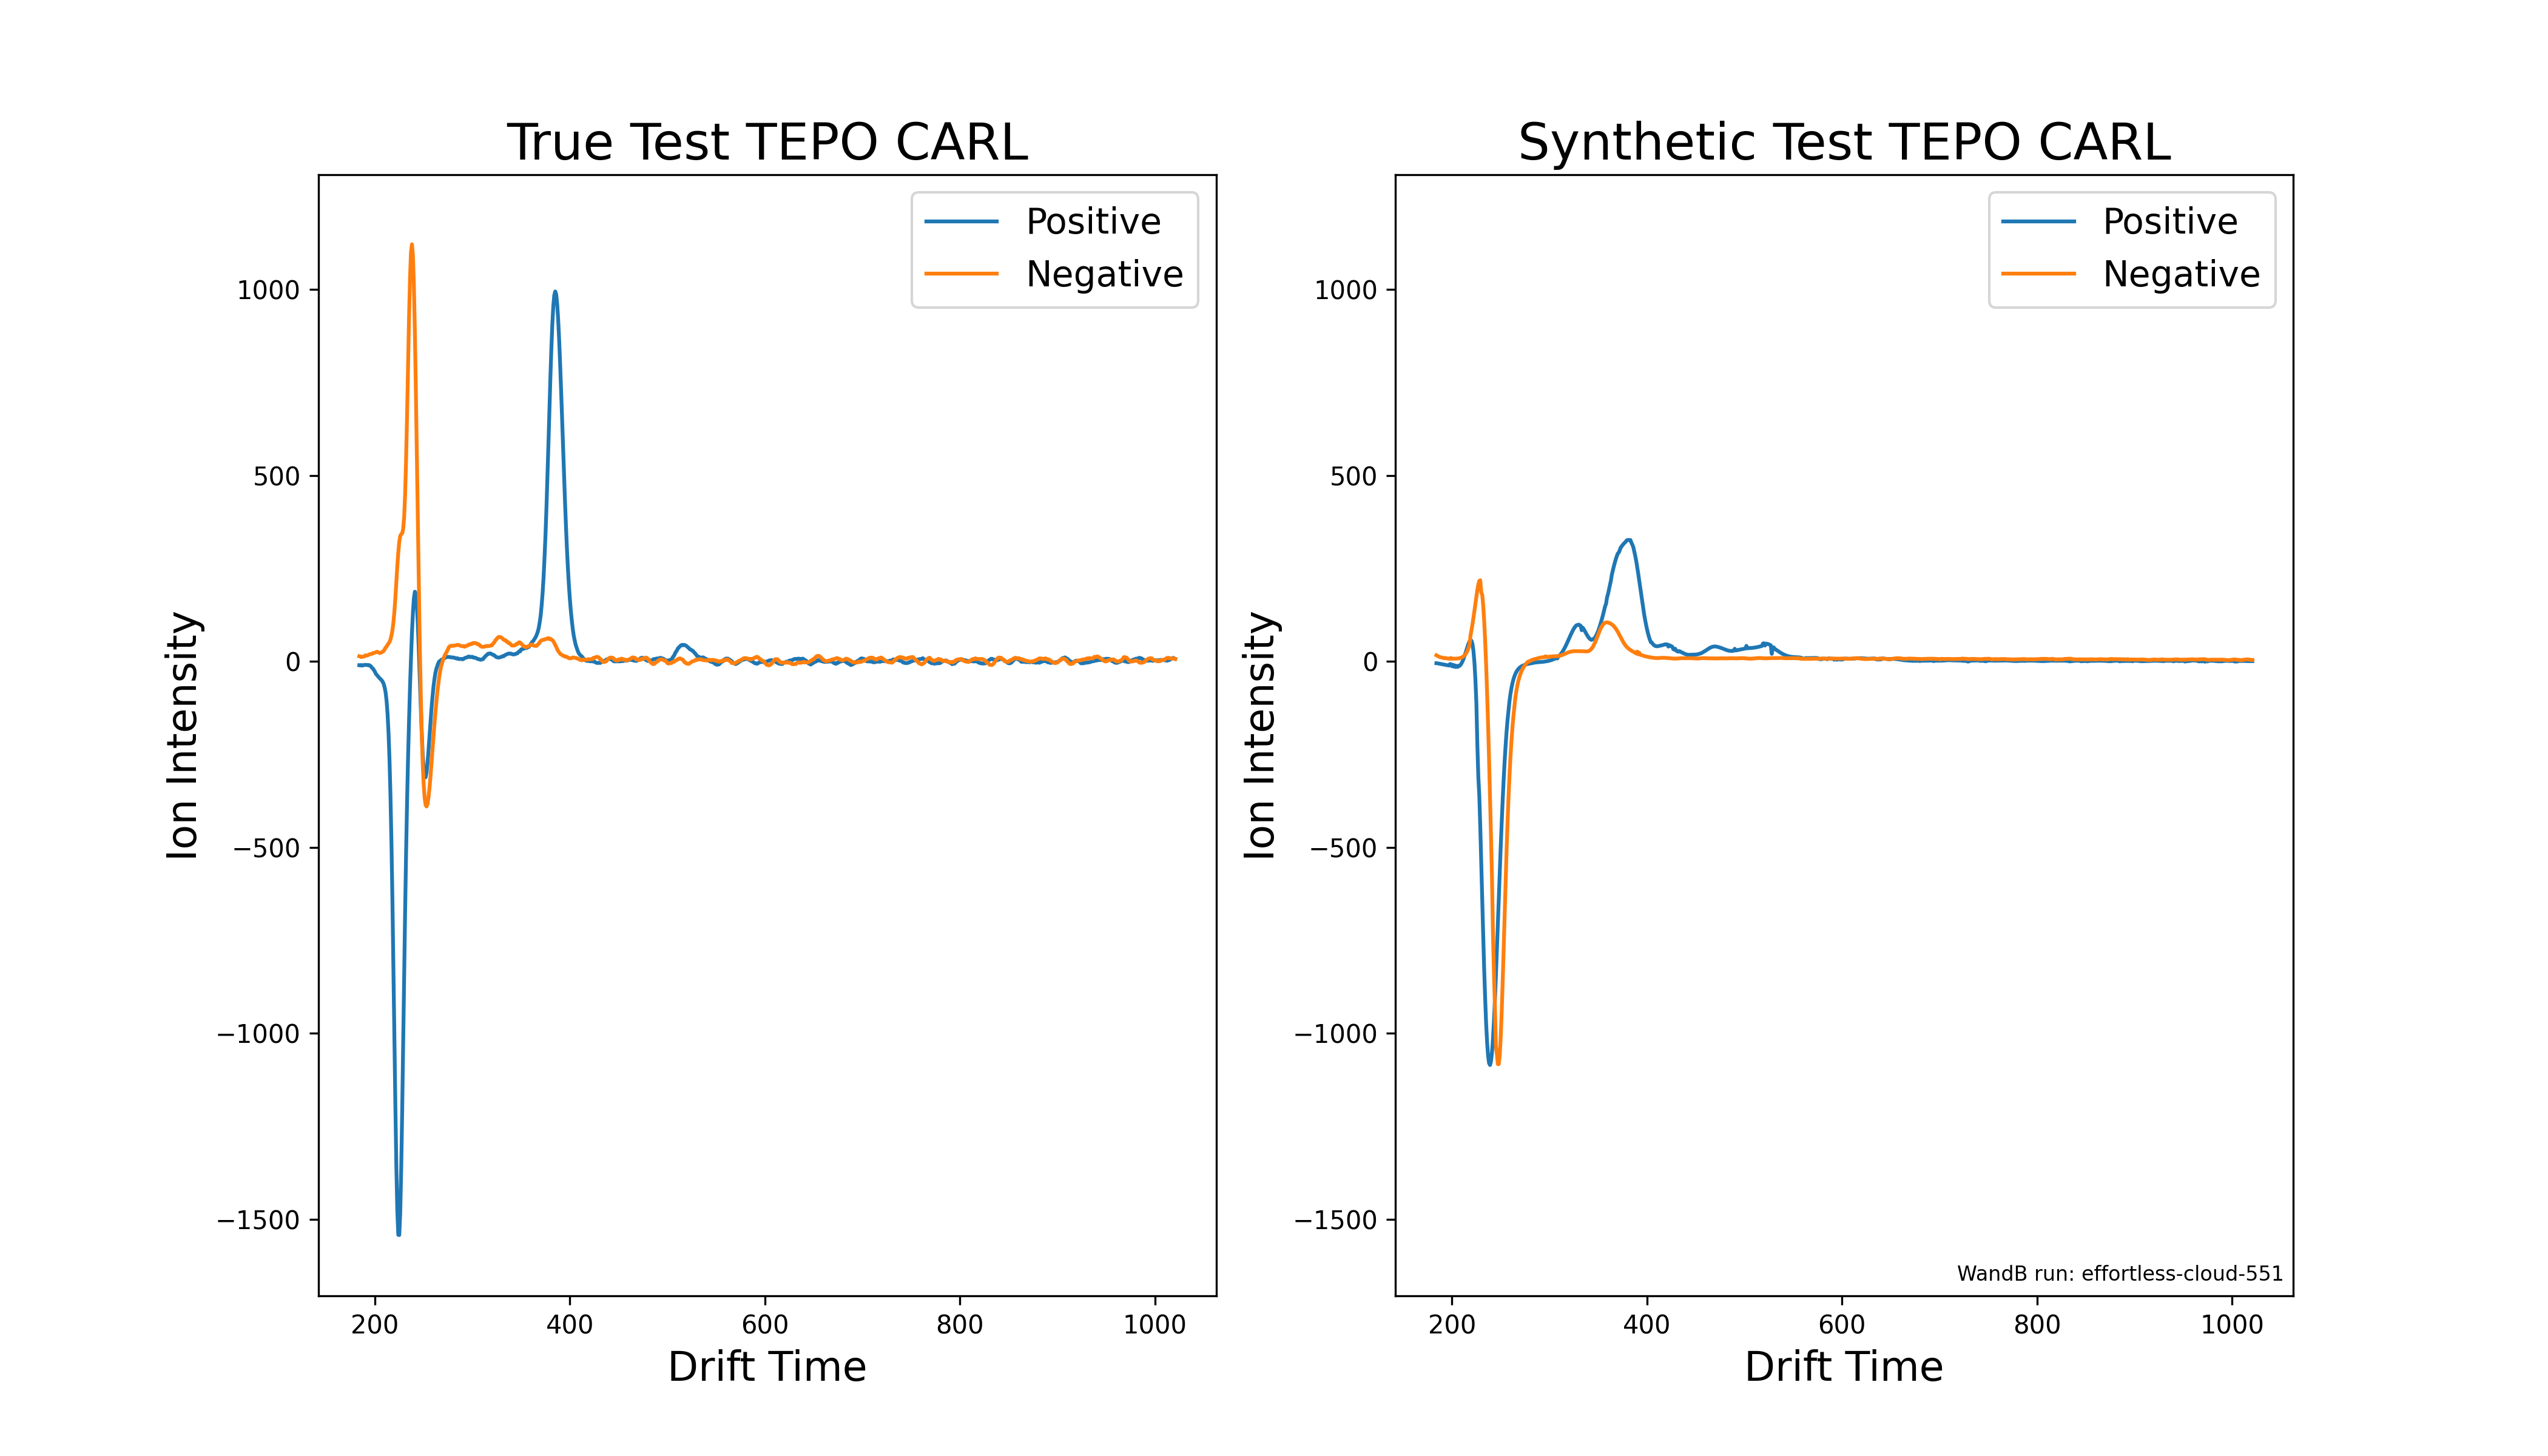 True Test TEPO CARL
Positive
Negative
1000
500
0
−500
−1000
−1500
Ion Intensity
200
400
600
800
1000
Drift Time
Synthetic Test TEPO CARL
Positive
Negative
1000
500
0
−500
−1000
−1500
Ion Intensity
WandB run: effortless-cloud-551
200
400
600
800
1000
Drift Time